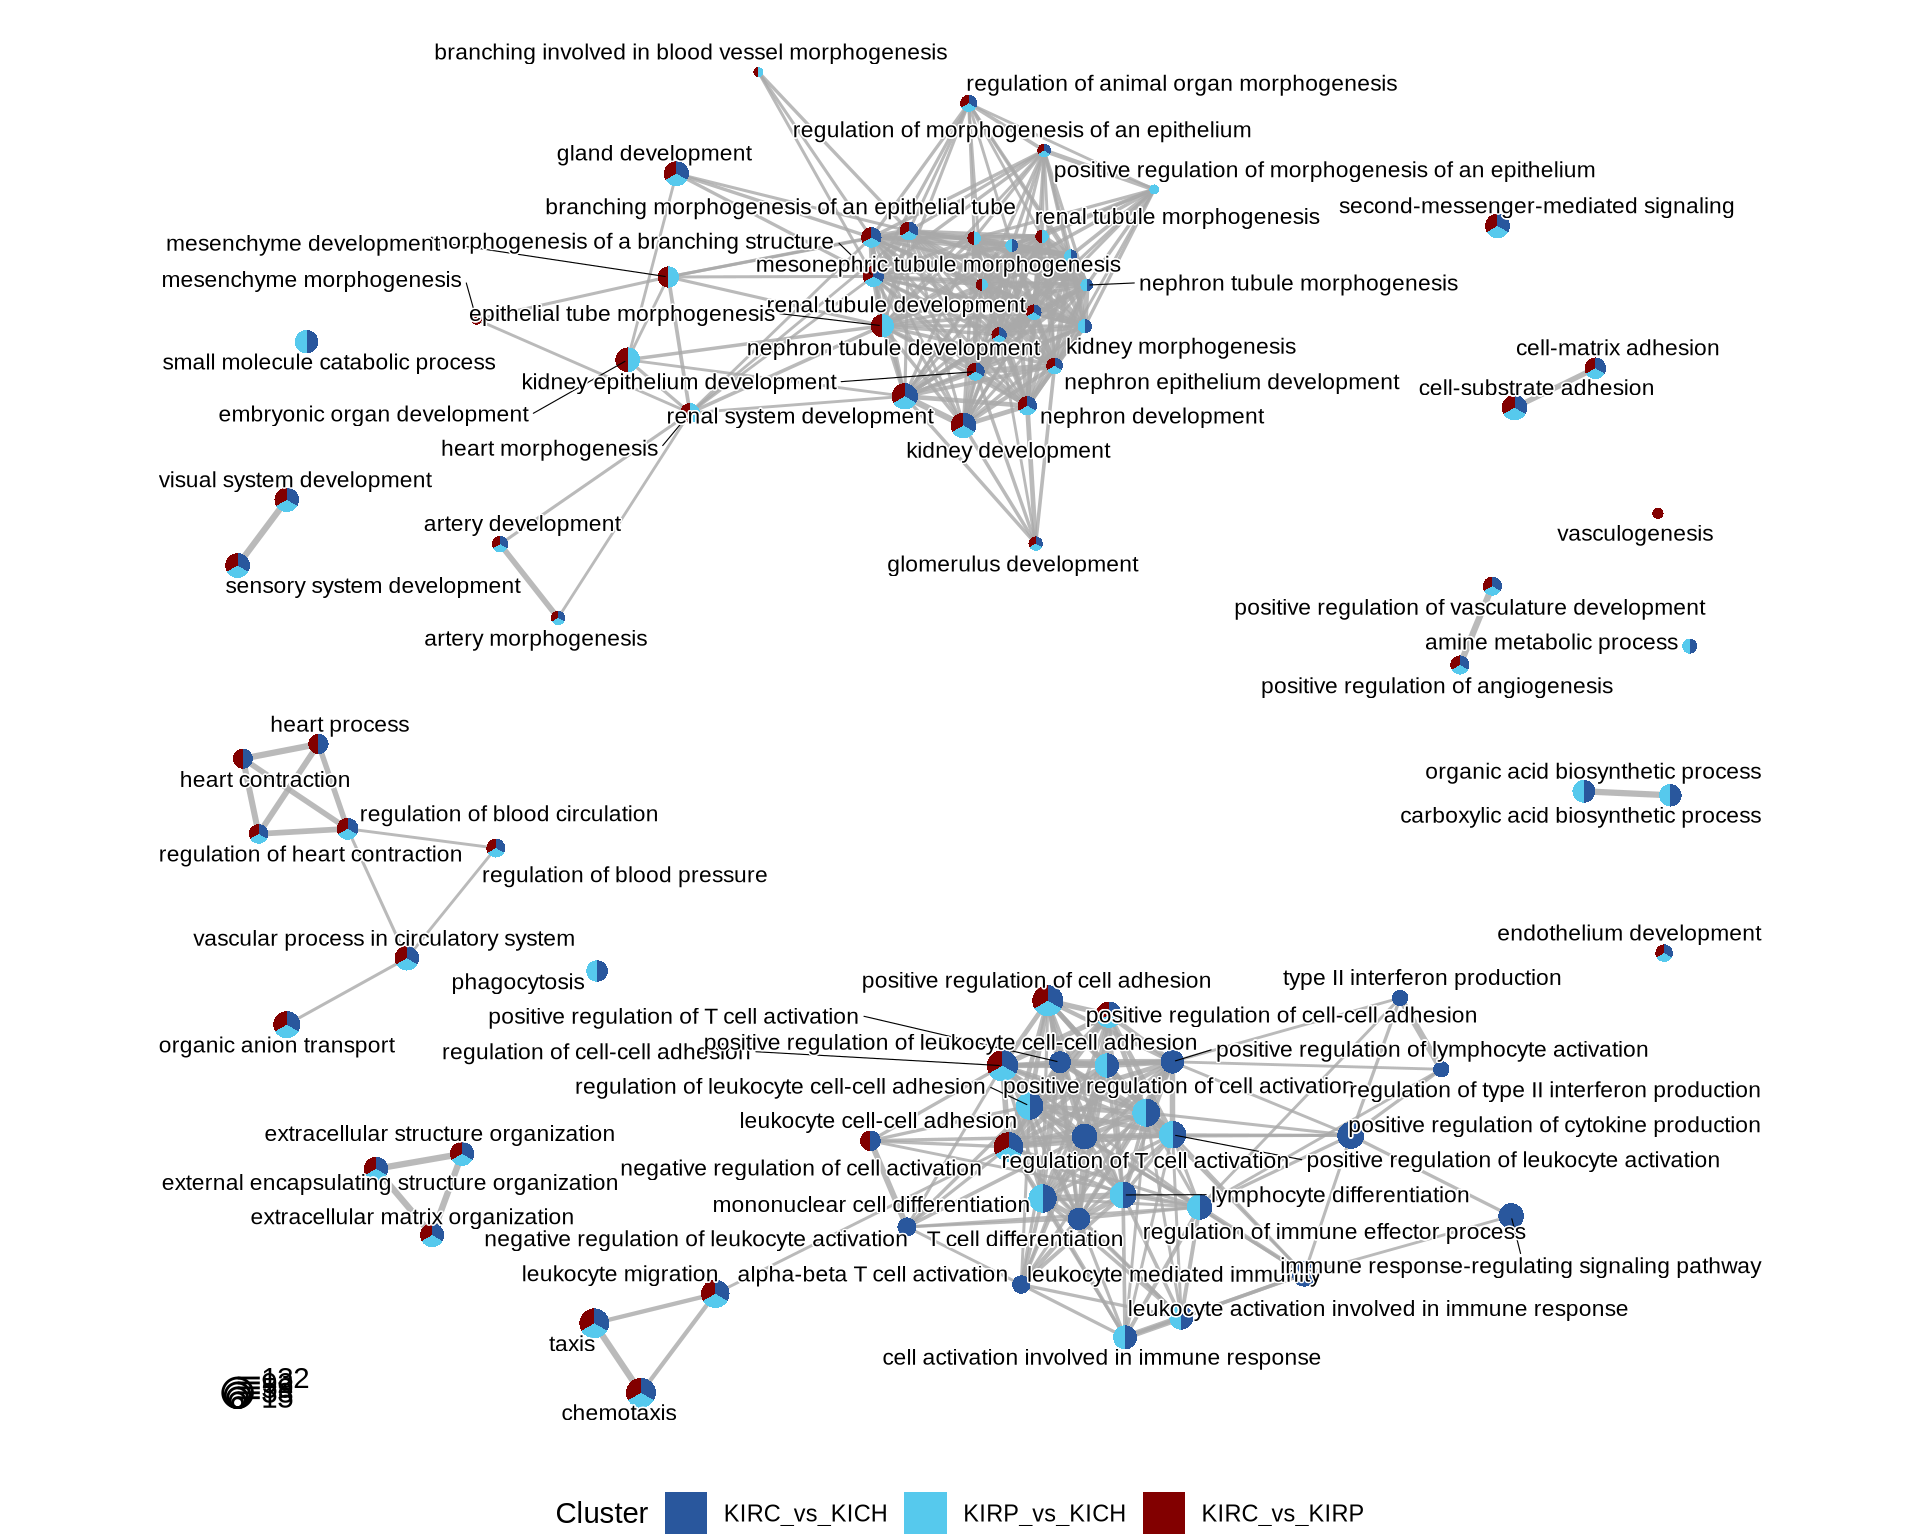 branching involved in blood vessel morphogenesis
regulation of animal organ morphogenesis
regulation of morphogenesis of an epithelium
gland development
positive regulation of morphogenesis of an epithelium
branching morphogenesis of an epithelial tube
renal tubule morphogenesis
second-messenger-mediated signaling
mesenchyme development
morphogenesis of a branching structure
mesonephric tubule morphogenesis
mesenchyme morphogenesis
nephron tubule morphogenesis
renal tubule development
epithelial tube morphogenesis
nephron tubule development
kidney morphogenesis
cell-matrix adhesion
small molecule catabolic process
kidney epithelium development
nephron epithelium development
cell-substrate adhesion
embryonic organ development
renal system development
nephron development
heart morphogenesis
kidney development
visual system development
artery development
vasculogenesis
glomerulus development
sensory system development
positive regulation of vasculature development
artery morphogenesis
amine metabolic process
positive regulation of angiogenesis
heart process
heart contraction
organic acid biosynthetic process
regulation of blood circulation
carboxylic acid biosynthetic process
regulation of heart contraction
regulation of blood pressure
vascular process in circulatory system
endothelium development
phagocytosis
positive regulation of cell adhesion
type II interferon production
positive regulation of T cell activation
positive regulation of cell-cell adhesion
organic anion transport
regulation of cell-cell adhesion
positive regulation of leukocyte cell-cell adhesion
positive regulation of lymphocyte activation
regulation of leukocyte cell-cell adhesion
positive regulation of cell activation
regulation of type II interferon production
leukocyte cell-cell adhesion
positive regulation of cytokine production
extracellular structure organization
negative regulation of cell activation
regulation of T cell activation
positive regulation of leukocyte activation
external encapsulating structure organization
mononuclear cell differentiation
lymphocyte differentiation
extracellular matrix organization
negative regulation of leukocyte activation
T cell differentiation
regulation of immune effector process
leukocyte migration
alpha-beta T cell activation
leukocyte mediated immunity
immune response-regulating signaling pathway
leukocyte activation involved in immune response
taxis
cell activation involved in immune response
chemotaxis
132
15
Cluster
KIRC_vs_KICH
KIRP_vs_KICH
KIRC_vs_KIRP